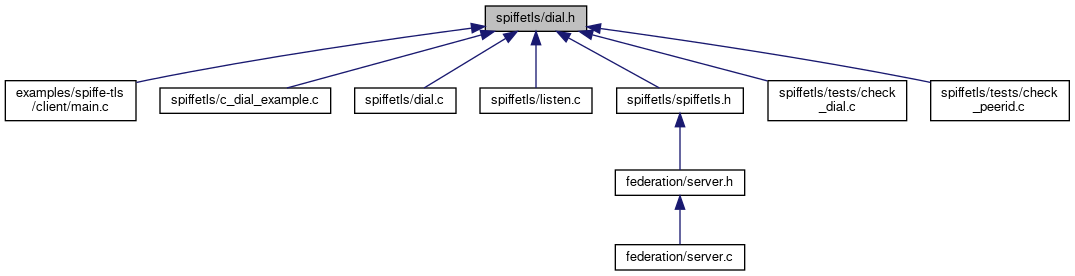 spiffetls/dial.h
examples/spiffe-tls
/client/main.c
spiffetls/c_dial_example.c
spiffetls/dial.c
spiffetls/listen.c
spiffetls/spiffetls.h
spiffetls/tests/check
_dial.c
spiffetls/tests/check
_peerid.c
federation/server.h
federation/server.c